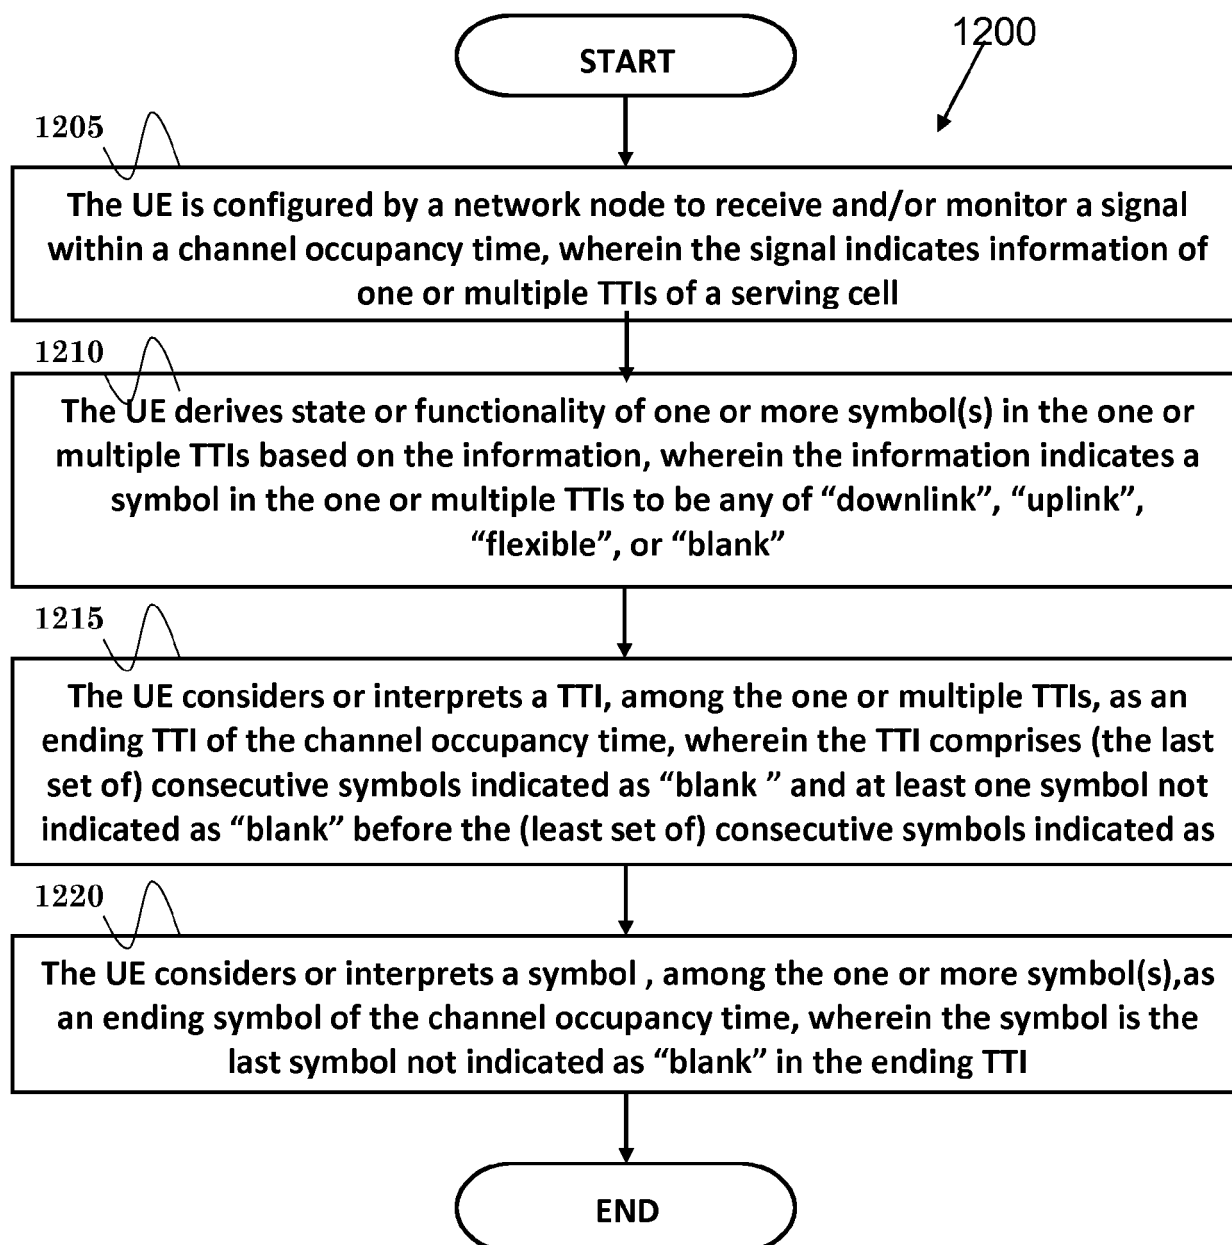 START
1200
1205
The UE is configured by a network node to receive and/or monitor a signal
within a channel occupancy time, wherein the signal indicates information of
one or multiple TTIs of a serving cell
1210
The UE derives state or functionality of one or more symbol(s) in the one or
multiple TTIs based on the information, wherein the information indicates a
symbol in the one or multiple TTIs to be any of “downlink”, “uplink”,
“flexible”, or “blank”
1215
The UE considers or interprets a TTI, among the one or multiple TTIs, as an
ending TTI of the channel occupancy time, wherein the TTI comprises (the last
set of) consecutive symbols indicated as “blank ” and at least one symbol not
indicated as “blank” before the (least set of) consecutive symbols indicated as
1220
The UE considers or interprets a symbol , among the one or more symbol(s),as
an ending symbol of the channel occupancy time, wherein the symbol is the
last symbol not indicated as “blank” in the ending TTI
END